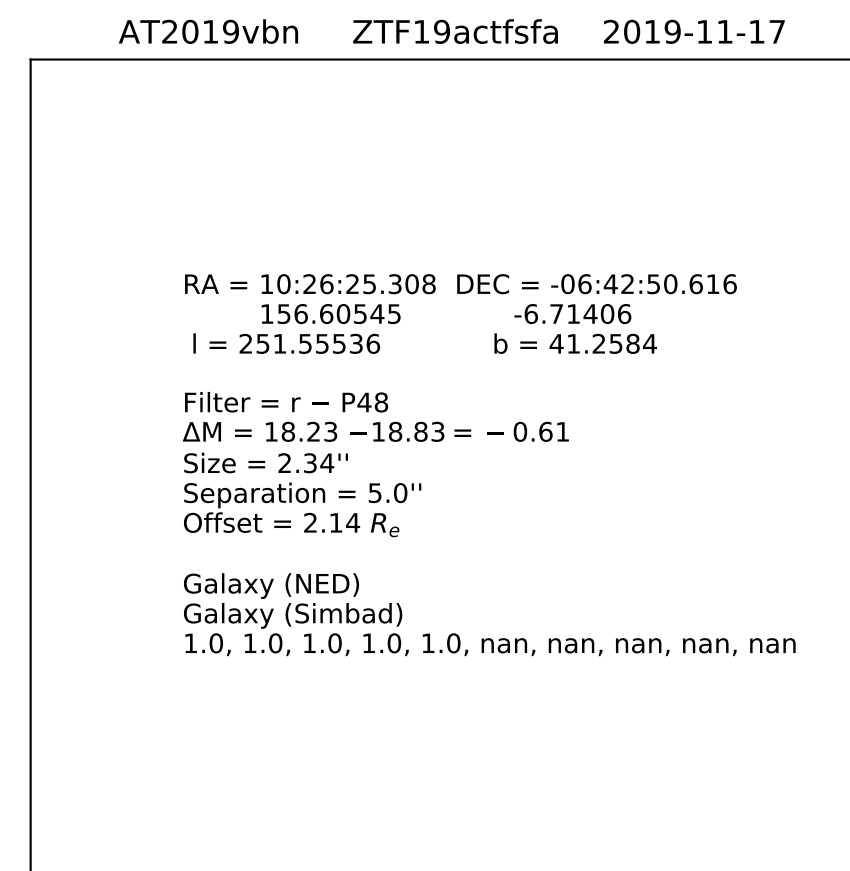 AT2019vbn ZTF19actfsfa 2019-11-17
RA = 10:26:25.308 DEC = -06:42:50.616
156.60545 -6.71406
l = 251.55536 b = 41.2584
Filter = r − P48
ΔM = 18.23 −18.83 = − 0.61
Size = 2.34''
Separation = 5.0''
Offset = 2.14 Re
Galaxy (NED)
Galaxy (Simbad)
1.0, 1.0, 1.0, 1.0, 1.0, nan, nan, nan, nan, nan